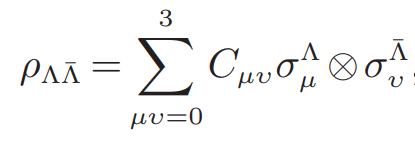 ρ_{ΛΛ̄} = ∑_{μυ=0}^{3} C_{μυ} σ_μ^Λ ⊗ σ_υ^{Λ̄},